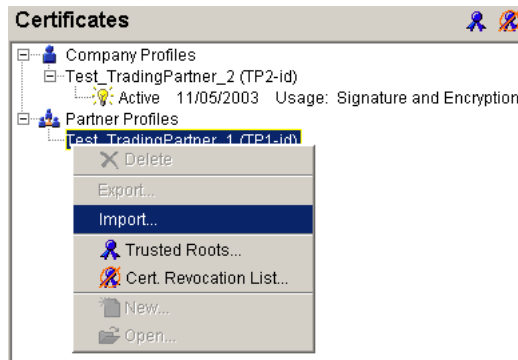 Certificates
Company Profiles
Test_TradingPartner_2 (TP2-id)
Active 11/05/2003 Usage: Signature and Encryption
Partner Profiles
Test_TradingPartner_1 (TP1-id)
Delete
Export...
Import...
Trusted Roots...
Cert. Revocation List...
New...
Open...